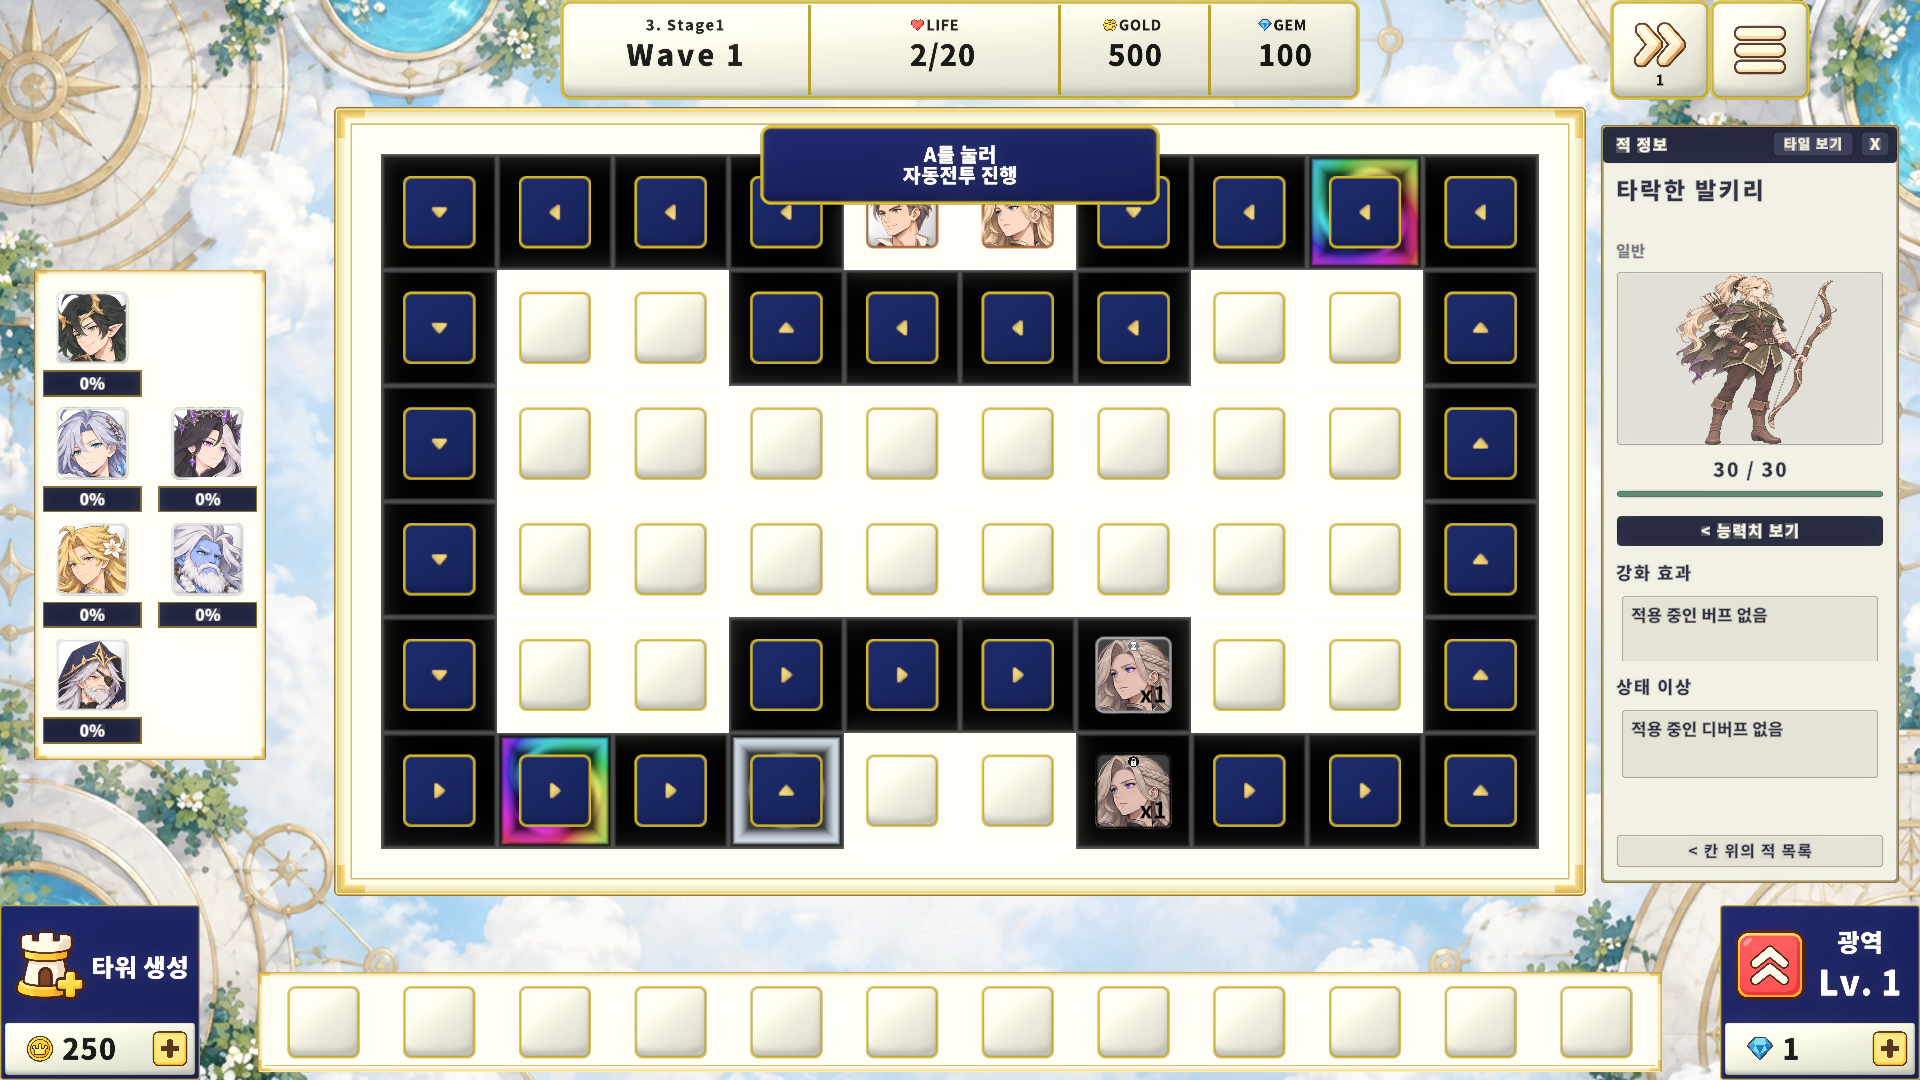 3. Stage1
Wave 1
LIFE
2/20
GOLD
500
GEM
100
1
A를 눌러
자동전투 진행
0%
0%
0%
0%
0%
0%
x1
x1
적 정보
타일 보기
X
타락한 발키리
일반
30 / 30
< 능력치 보기
강화 효과
적용 중인 버프 없음
상태 이상
적용 중인 디버프 없음
< 칸 위의 적 목록
타워 생성
250
광역
Lv. 1
1